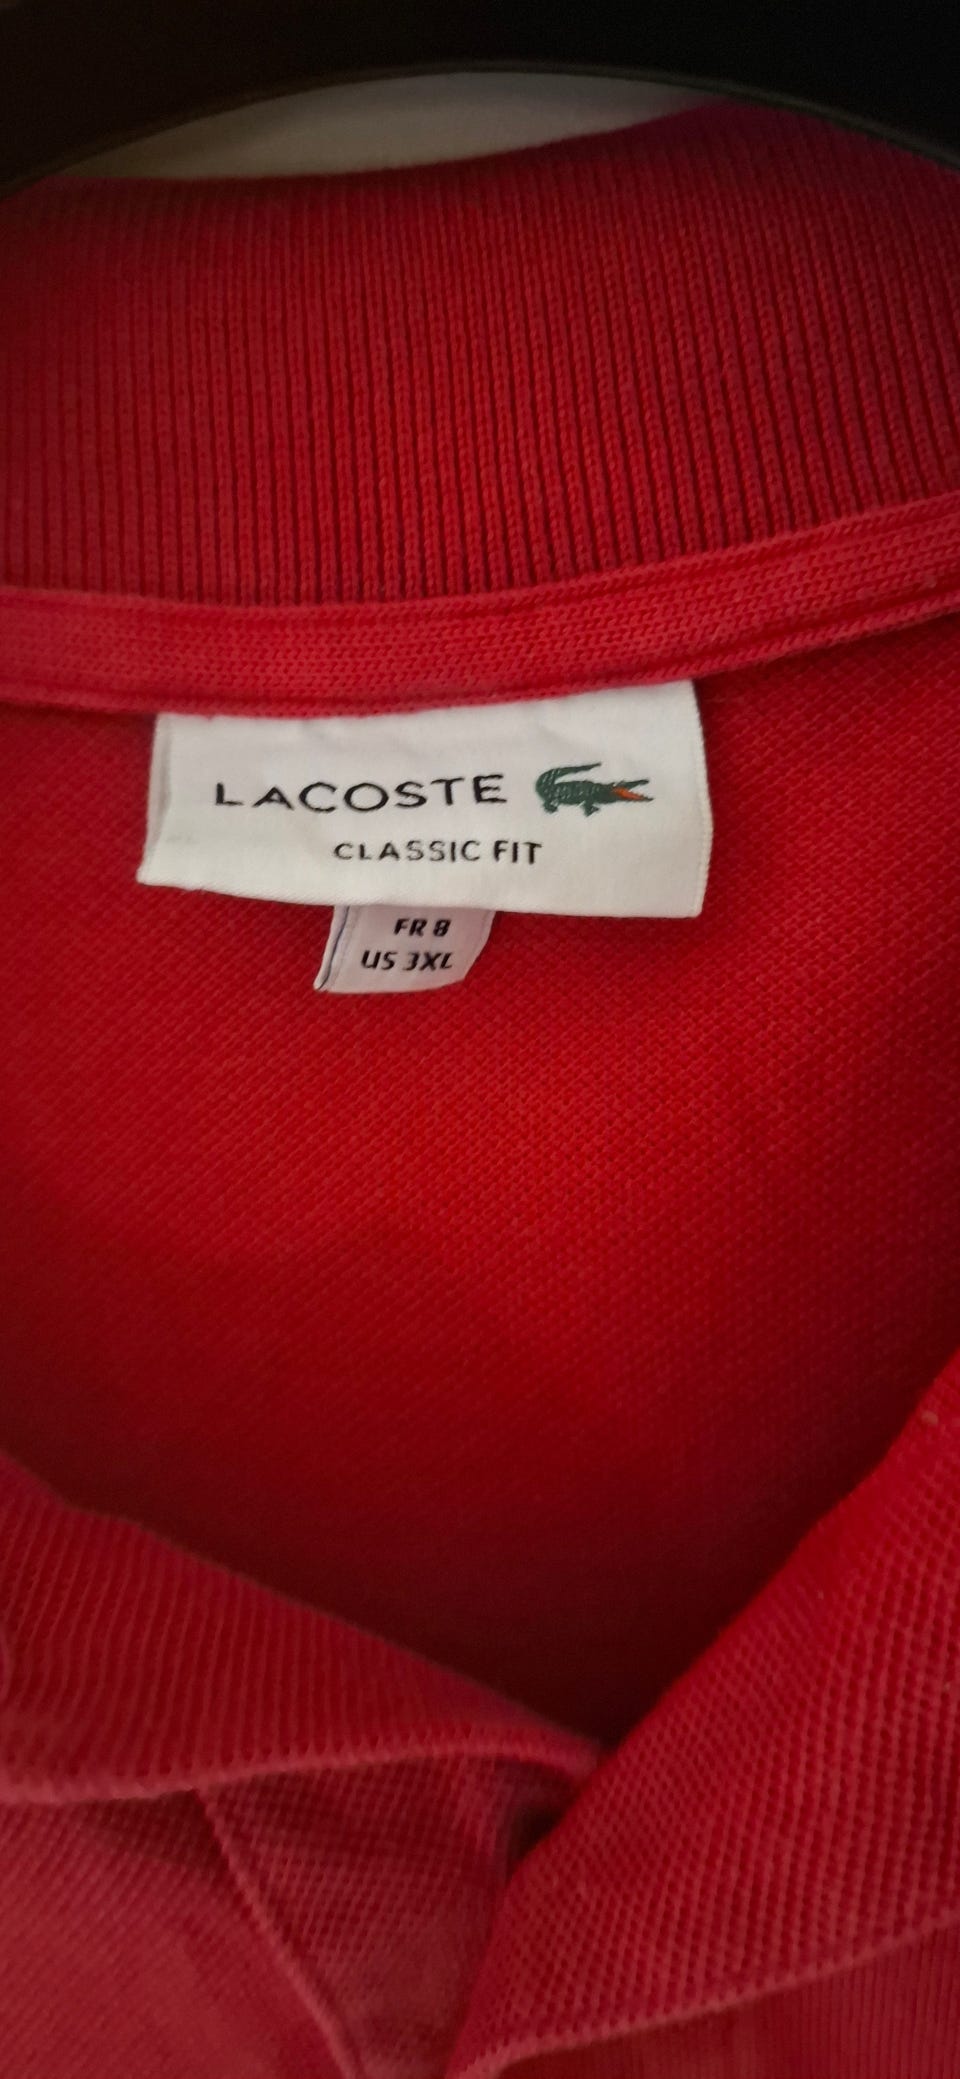 LACOSTE
CLASSIC FIT
FR 8
US 3XL